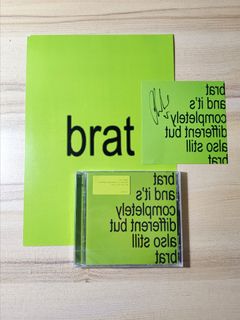 brat
brat
and it's
completely
different but
also still
brat
brat
and it's
completely
different but
also still
brat